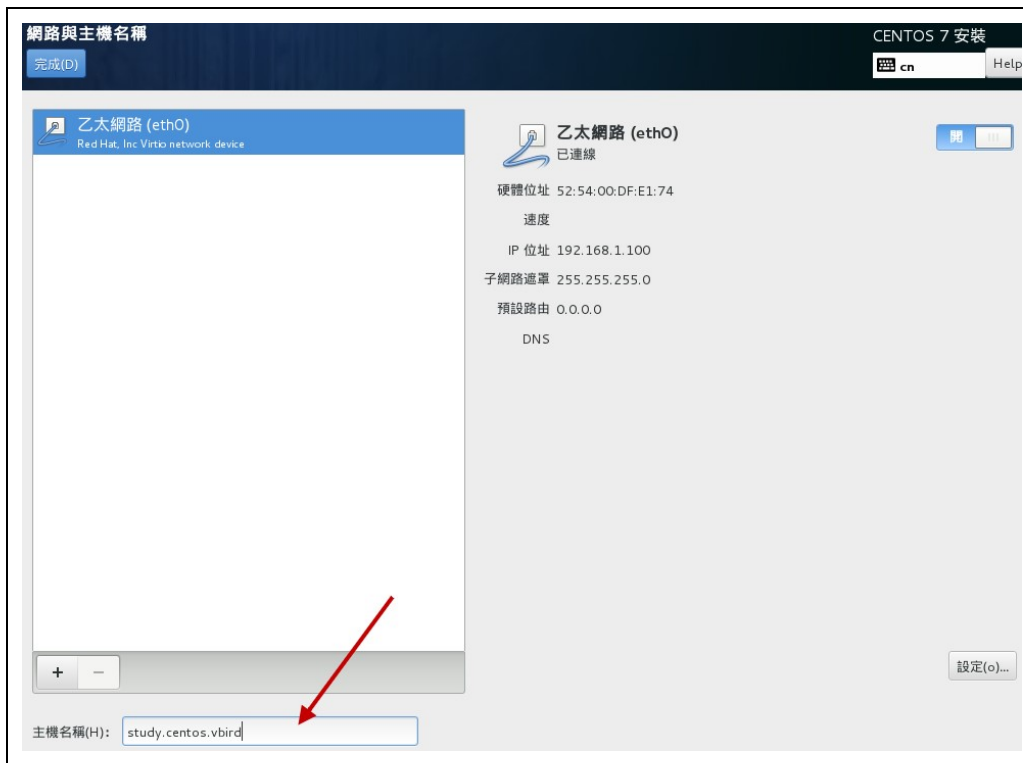 網路與主機名稱
CENTOS 7 安裝
完成(D)
cn
Help
乙太網路 (eth0)
Red Hat, Inc Virtio network device
乙太網路 (eth0)
已連線
開
硬體位址 52:54:00:DF:E1:74
速度
IP 位址 192.168.1.100
子網路遮罩 255.255.255.0
預設路由 0.0.0.0
DNS
+ −
設定(o)...
主機名稱(H): study.centos.vbird